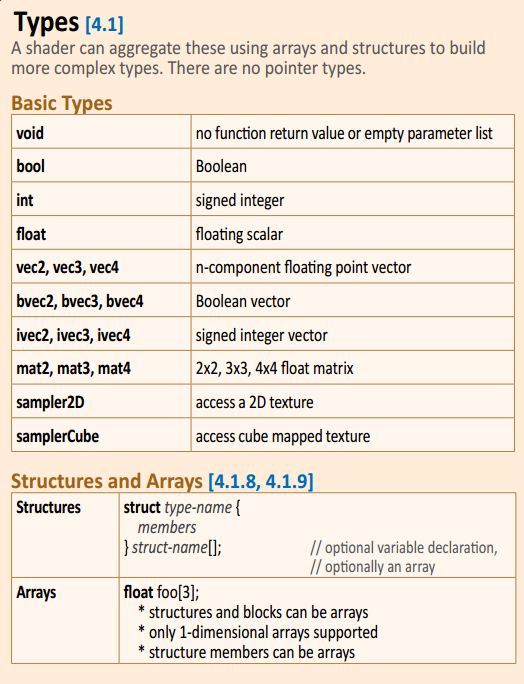 Types [4.1]
A shader can aggregate these using arrays and structures to build
more complex types. There are no pointer types.
Basic Types
void no function return value or empty parameter list
bool Boolean
int signed integer
float floating scalar
vec2, vec3, vec4 n-component floating point vector
bvec2, bvec3, bvec4 Boolean vector
ivec2, ivec3, ivec4 signed integer vector
mat2, mat3, mat4 2x2, 3x3, 4x4 float matrix
sampler2D access a 2D texture
samplerCube access cube mapped texture
Structures and Arrays [4.1.8, 4.1.9]
Structures struct type-name {
members
} struct-name[]; // optional variable declaration,
// optionally an array
Arrays float foo[3];
* structures and blocks can be arrays
* only 1-dimensional arrays supported
* structure members can be arrays